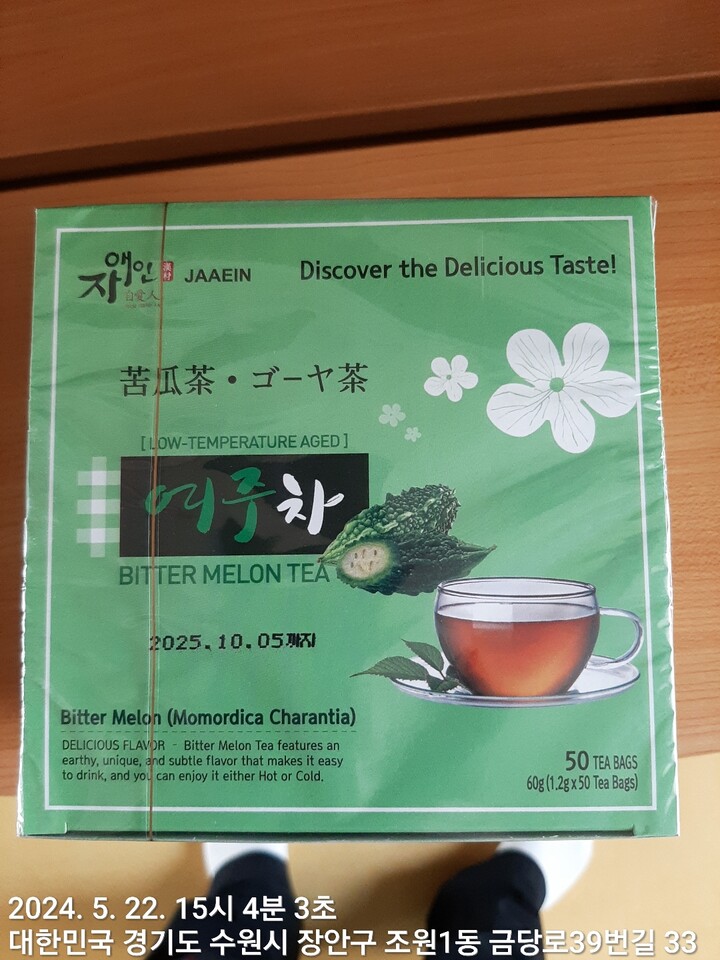 자애인 JAAEIN
自愛人
Discover the Delicious Taste!
苦瓜茶・ゴーヤ茶
[LOW-TEMPERATURE AGED]
여주차
BITTER MELON TEA
2025.10.05까지
Bitter Melon (Momordica Charantia)
DELICIOUS FLAVOR - Bitter Melon Tea features an
earthy, unique, and subtle flavor that makes it easy
to drink, and you can enjoy it either Hot or Cold.
50 TEA BAGS
60g(1.2g x 50 Tea Bags)
2024. 5. 22. 15시 4분 3초
대한민국 경기도 수원시 장안구 조원1동 금당로39번길 33